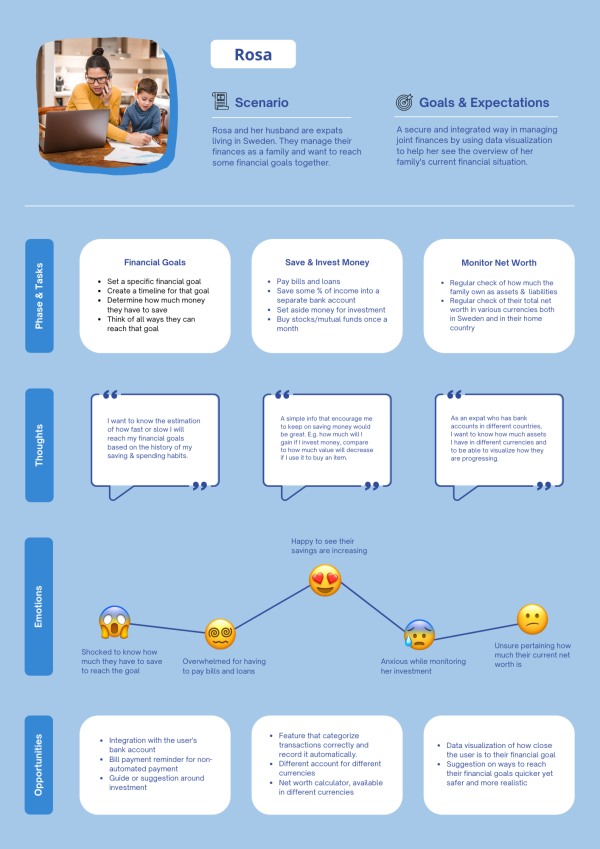 Rosa
Scenario
Rosa and her husband are expats
living in Sweden. They manage their
finances as a family and want to reach
some financial goals together.
Goals & Expectations
A secure and integrated way in managing
joint finances by using data visualization
to help her see the overview of her
family's current financial situation.
Phase & Tasks
Financial Goals
• Set a specific financial goal
• Create a timeline for that goal
• Determine how much money
they have to save
• Think of all ways they can
reach that goal
Save & Invest Money
• Pay bills and loans
• Save some % of income into a
separate bank account
• Set aside money for investment
• Buy stocks/mutual funds once a
month
Monitor Net Worth
• Regular check of how much the
family own as assets & liabilities
• Regular check of their total net
worth in various currencies both
in Sweden and in their home
country
Thoughts
I want to know the estimation
of how fast or slow I will
reach my financial goals
based on the history of my
saving & spending habits.
A simple info that encourage me
to keep on saving money would
be great. E.g. how much will I
gain if I invest money, compare
to how much value will decrease
if I use it to buy an item.
As an expat who has bank
accounts in different countries,
I want to know how much assets
I have in different currencies and
to be able to visualize how they
are progressing.
Emotions
Shocked to know how
much they have to save
to reach the goal
Overwhelmed for having
to pay bills and loans
Happy to see their
savings are increasing
Anxious while monitoring
her investment
Unsure pertaining how
much their current net
worth is
Opportunities
• Integration with the user's
bank account
• Bill payment reminder for non-
automated payment
• Guide or suggestion around
investment
• Feature that categorize
transactions correctly and
record it automatically.
• Different account for different
currencies
• Net worth calculator, available
in different currencies
• Data visualization of how close
the user is to their financial goal
• Suggestion on ways to reach
their financial goals quicker yet
safer and more realistic